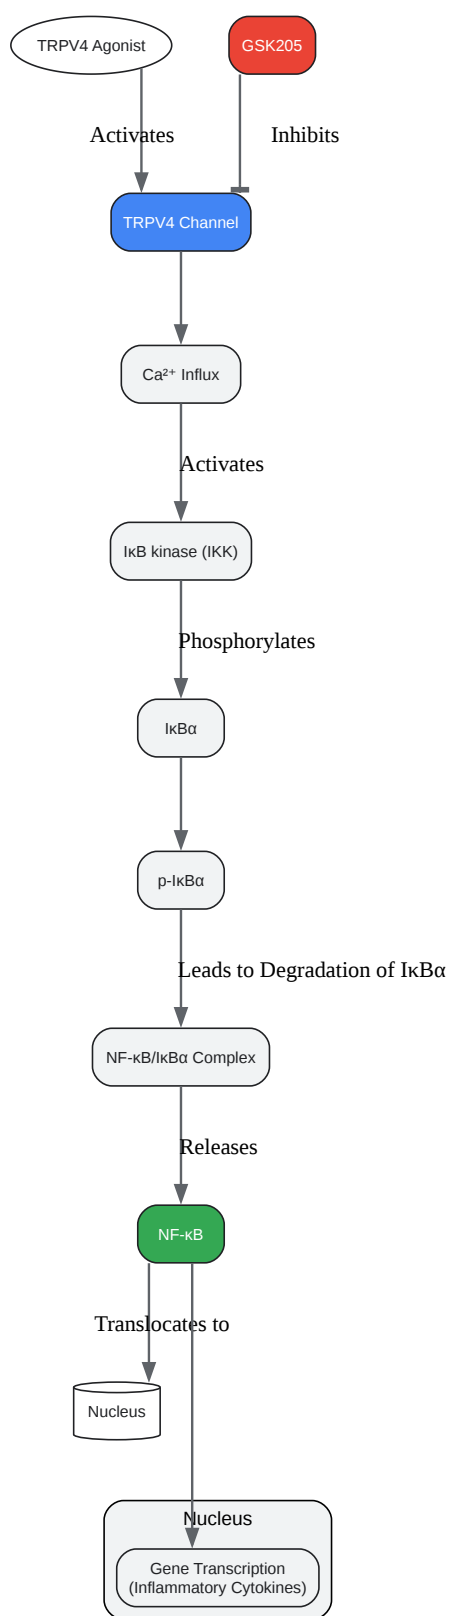 TRPV4 Agonist
GSK205
Activates
Inhibits
TRPV4 Channel
Ca²⁺ Influx
Activates
IκB kinase (IKK)
Phosphorylates
IκBα
p-IκBα
Leads to Degradation of IκBα
NF-κB/IκBα Complex
Releases
NF-κB
Translocates to
Nucleus
Nucleus
Gene Transcription
(Inflammatory Cytokines)